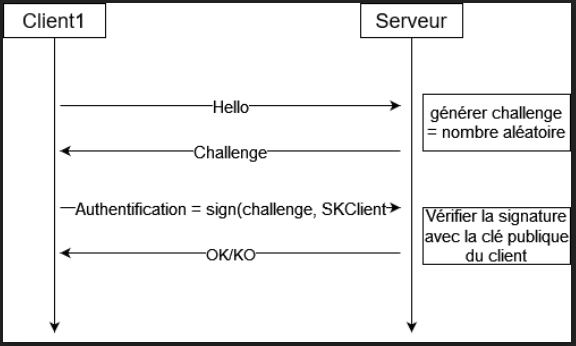 Client1
Serveur
Hello
générer challenge
= nombre aléatoire
Challenge
Authentification = sign(challenge, SKClient
Vérifier la signature
avec la clé publique
du client
OK/KO